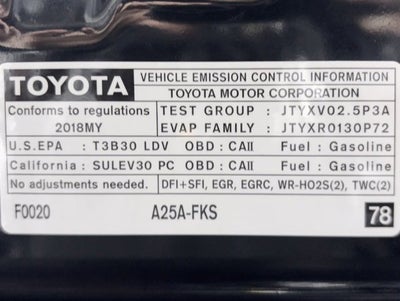 TOYOTA
VEHICLE EMISSION CONTROL INFORMATION
TOYOTA MOTOR CORPORATION
Conforms to regulations
2018MY
TEST GROUP : JTYXV02.5P3A
EVAP FAMILY : JTYXR0130P72
U.S.EPA : T3B30 LDV OBD : CAII Fuel : Gasoline
California : SULEV30 PC OBD : CAII Fuel : Gasoline
No adjustments needed. DFI+SFI, EGR, EGRC, WR-HO2S(2), TWC(2)
F0020 A25A-FKS 78